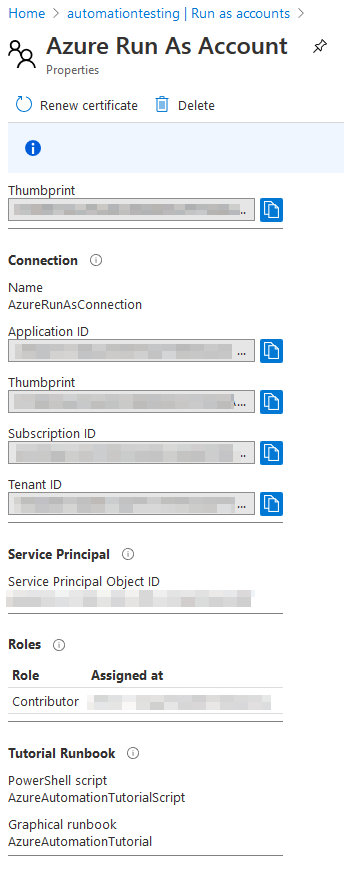 Home > automationtesting | Run as accounts >
Azure Run As Account
Properties
Renew certificate Delete
Thumbprint
..
Connection
Name
AzureRunAsConnection
Application ID
...
Thumbprint
...
Subscription ID
..
Tenant ID
...
Service Principal
Service Principal Object ID
Roles
Role Assigned at
Contributor
Tutorial Runbook
PowerShell script
AzureAutomationTutorialScript
Graphical runbook
AzureAutomationTutorial